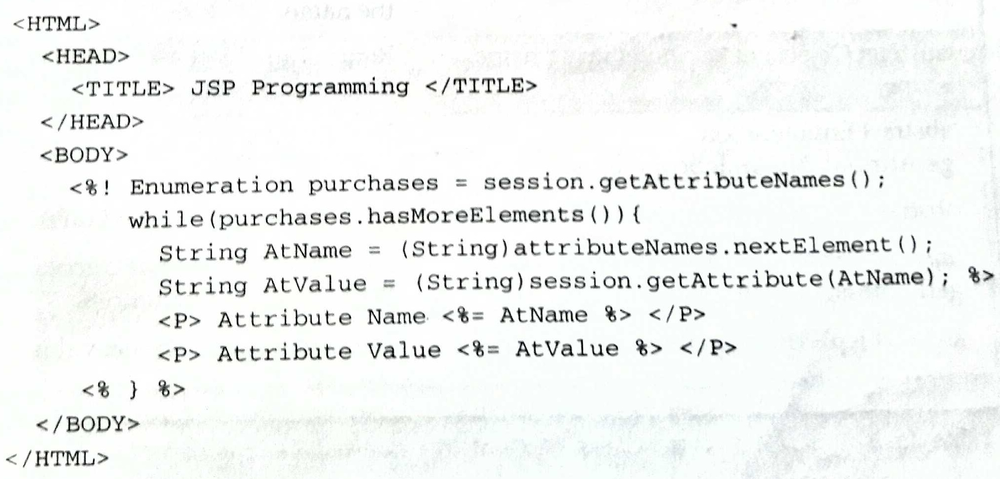 <HTML>
<HEAD>
<TITLE> JSP Programming </TITLE>
</HEAD>
<BODY>
<%! Enumeration purchases = session.getAttributeNames();
while(purchases.hasMoreElements()){
String AtName = (String)attributeNames.nextElement();
String AtValue = (String)session.getAttribute(AtName); %>
<P> Attribute Name <%= AtName %> </P>
<P> Attribute Value <%= AtValue %> </P>
<% } %>
</BODY>
</HTML>